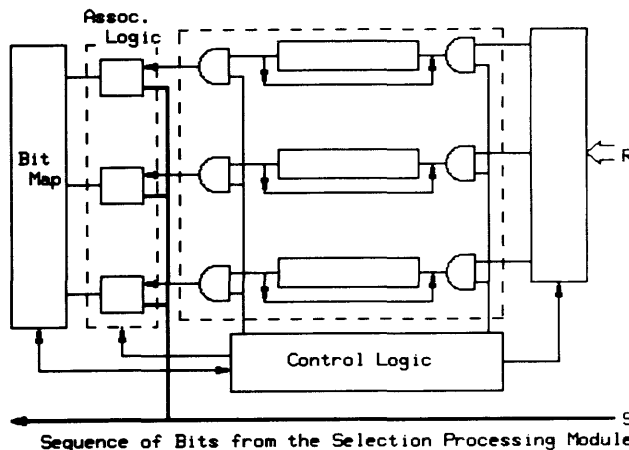 Assoc.
Logic
Bit
Map
R
Control Logic
S
Sequence of Bits from the Selection Processing Module